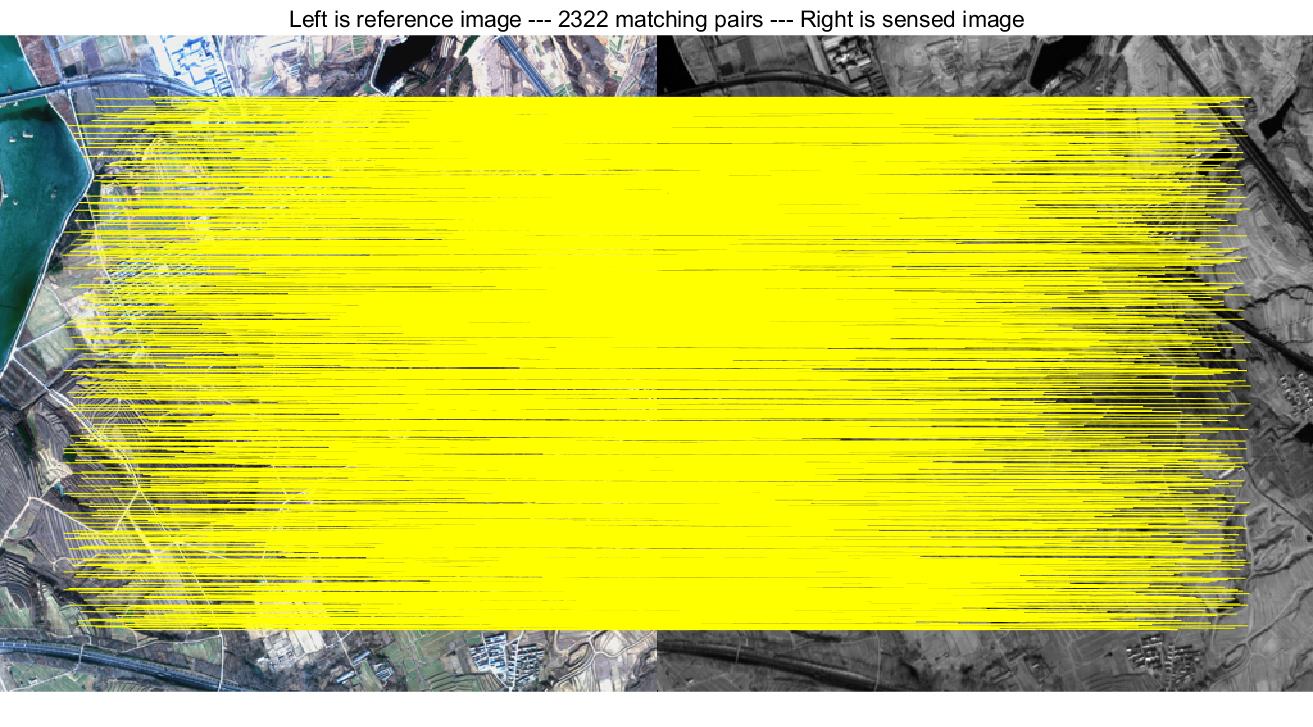 Left is reference image --- 2322 matching pairs --- Right is sensed image